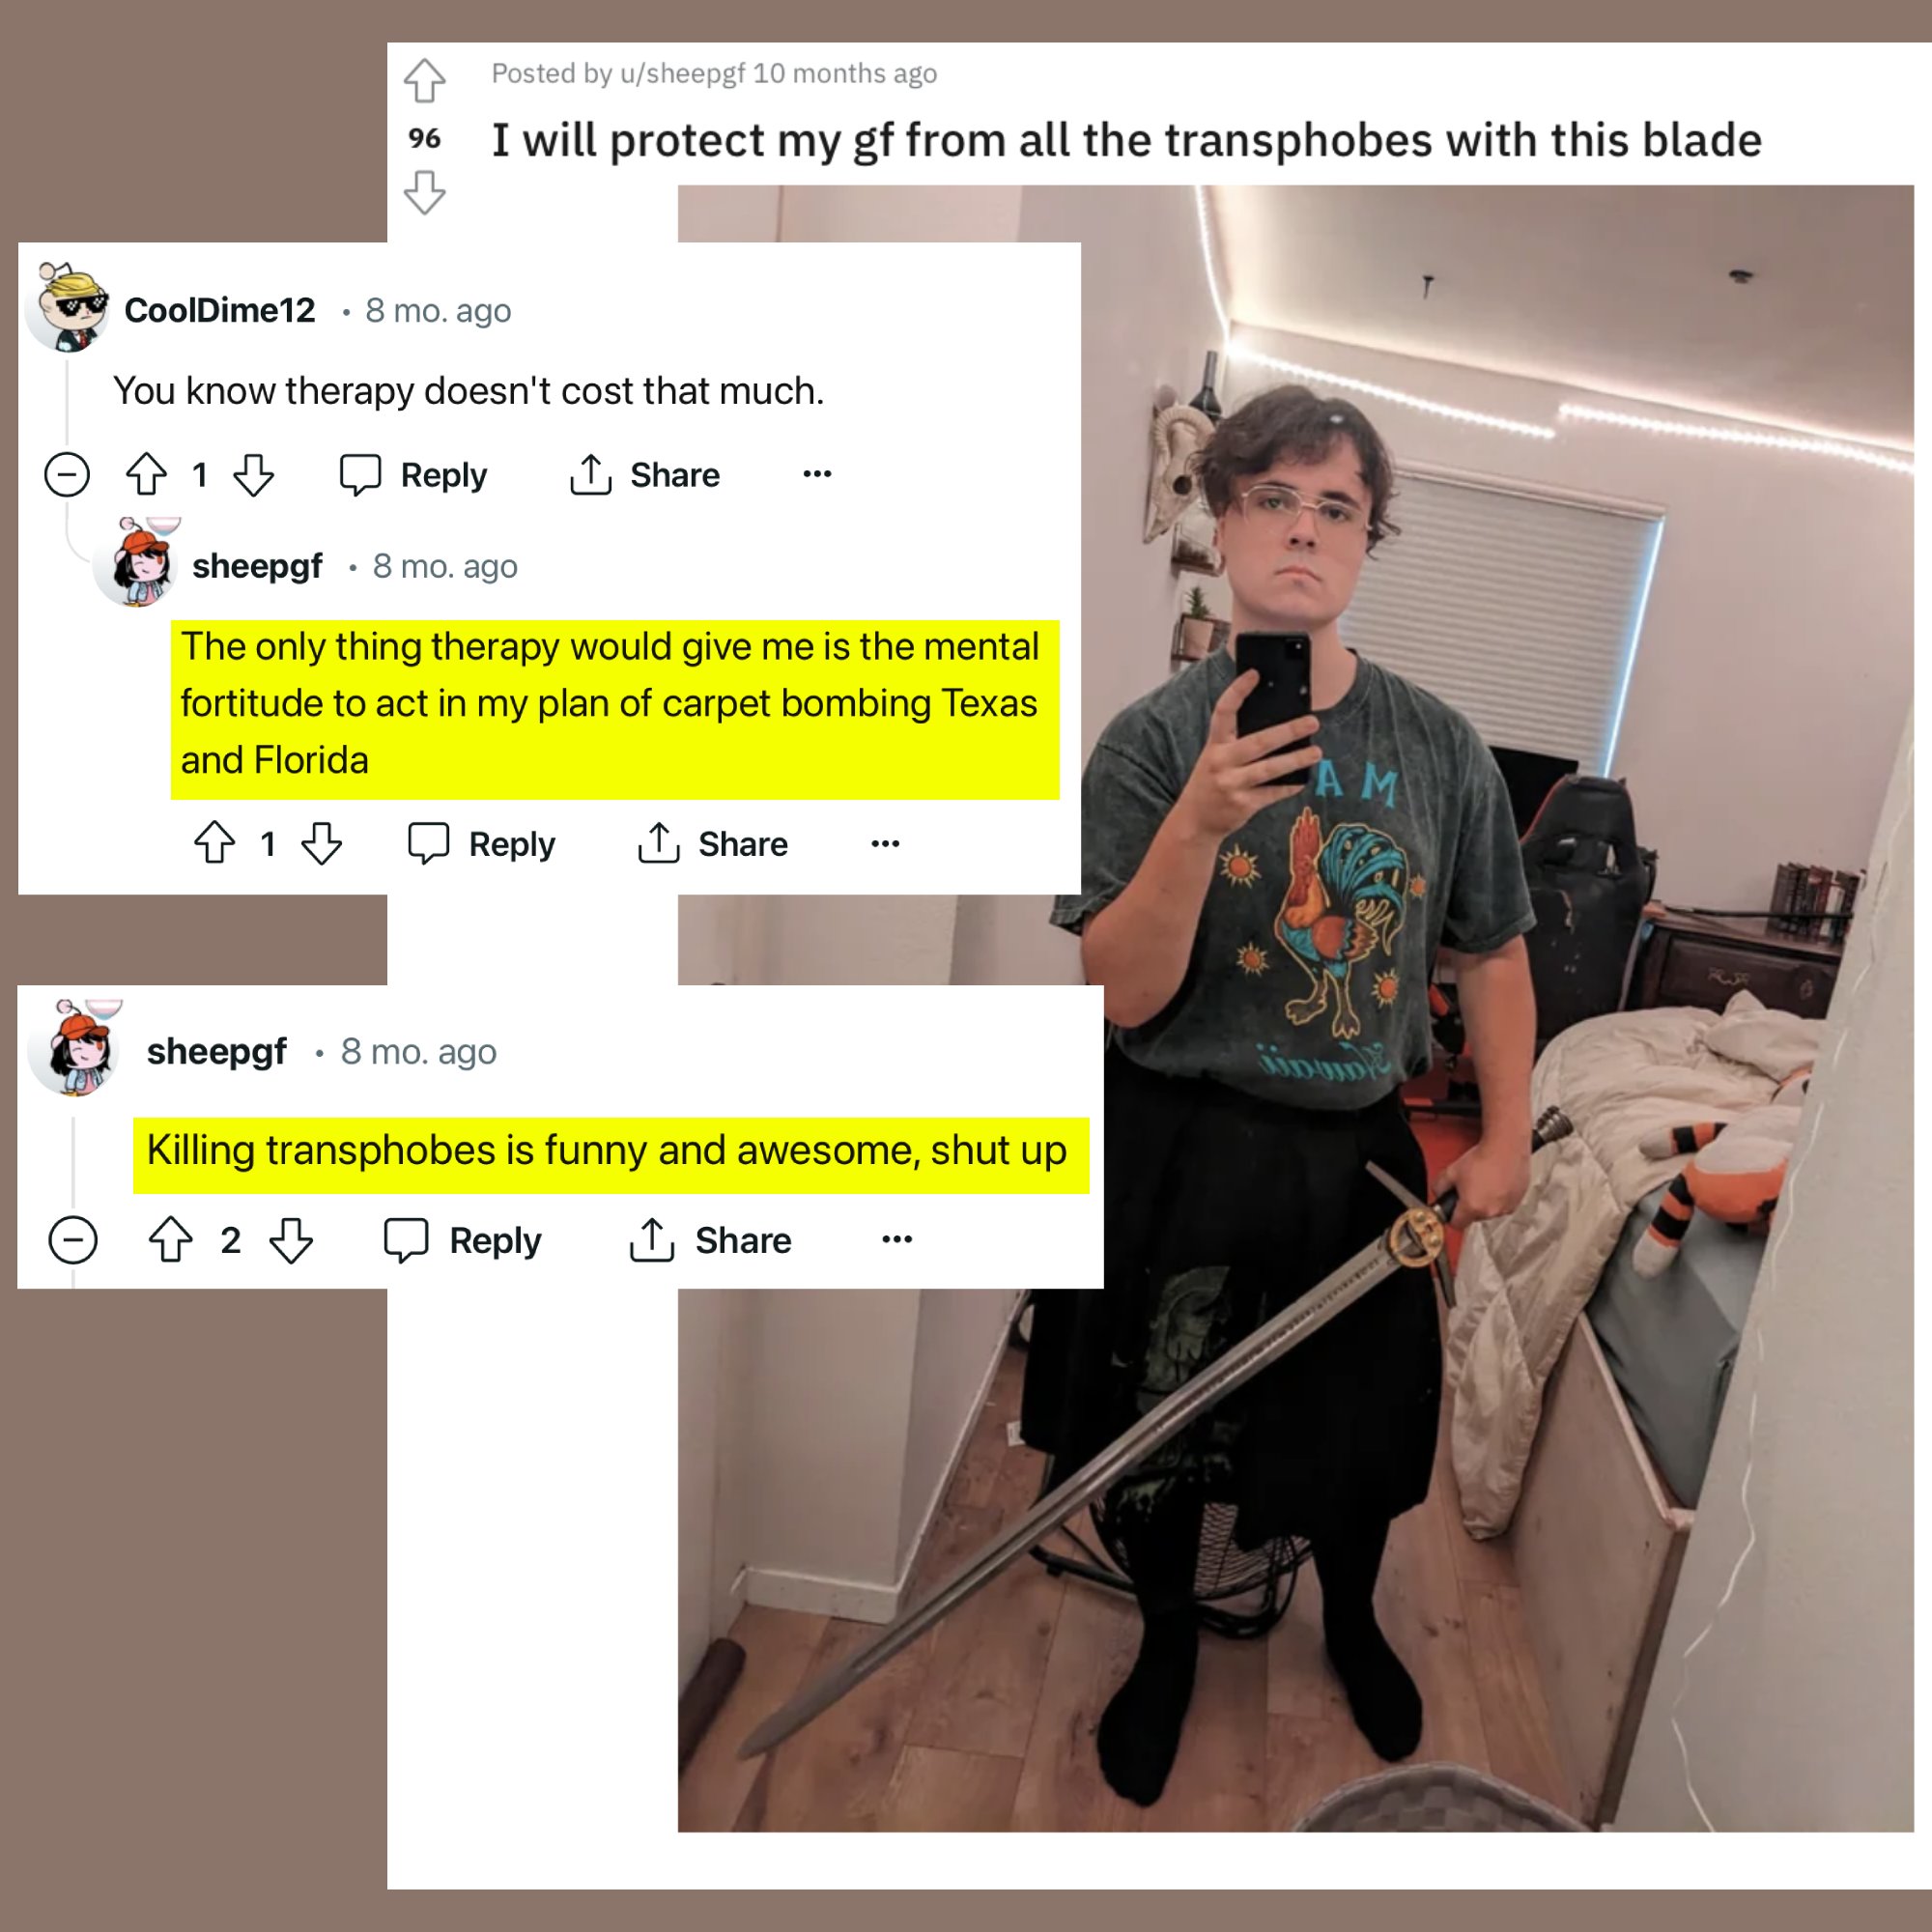 Posted by u/sheepgf 10 months ago
96
I will protect my gf from all the transphobes with this blade
CoolDime12 • 8 mo. ago
You know therapy doesn't cost that much.
1 Reply Share
sheepgf • 8 mo. ago
The only thing therapy would give me is the mental
fortitude to act in my plan of carpet bombing Texas
and Florida
1 Reply Share
AM
Hawaii
sheepgf • 8 mo. ago
Killing transphobes is funny and awesome, shut up
2 Reply Share